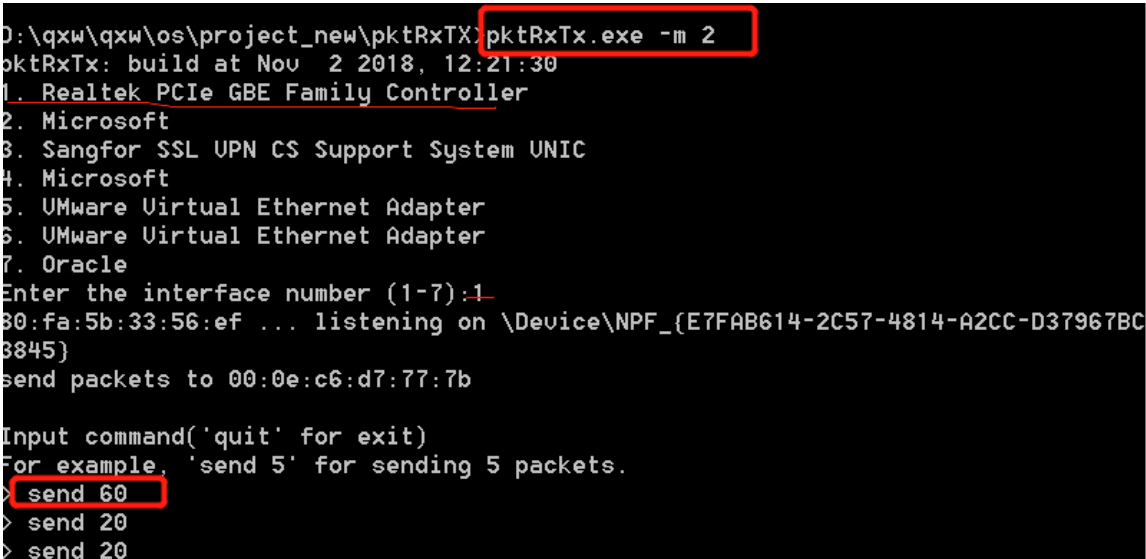 D:\qxw\qxw\os\project_new\pktRxTX>pktRxTx.exe -m 2
pktRxTx: build at Nov  2 2018, 12:21:30
1. Realtek PCIe GBE Family Controller
2. Microsoft
3. Sangfor SSL VPN CS Support System VNIC
4. Microsoft
5. VMware Virtual Ethernet Adapter
6. VMware Virtual Ethernet Adapter
7. Oracle
Enter the interface number (1-7):1
80:fa:5b:33:56:ef ... listening on \Device\NPF_{E7FAB614-2C57-4814-A2CC-D37967BC
3845}
send packets to 00:0e:c6:d7:77:7b
Input command('quit' for exit)
For example, 'send 5' for sending 5 packets.
> send 60
> send 20
> send 20